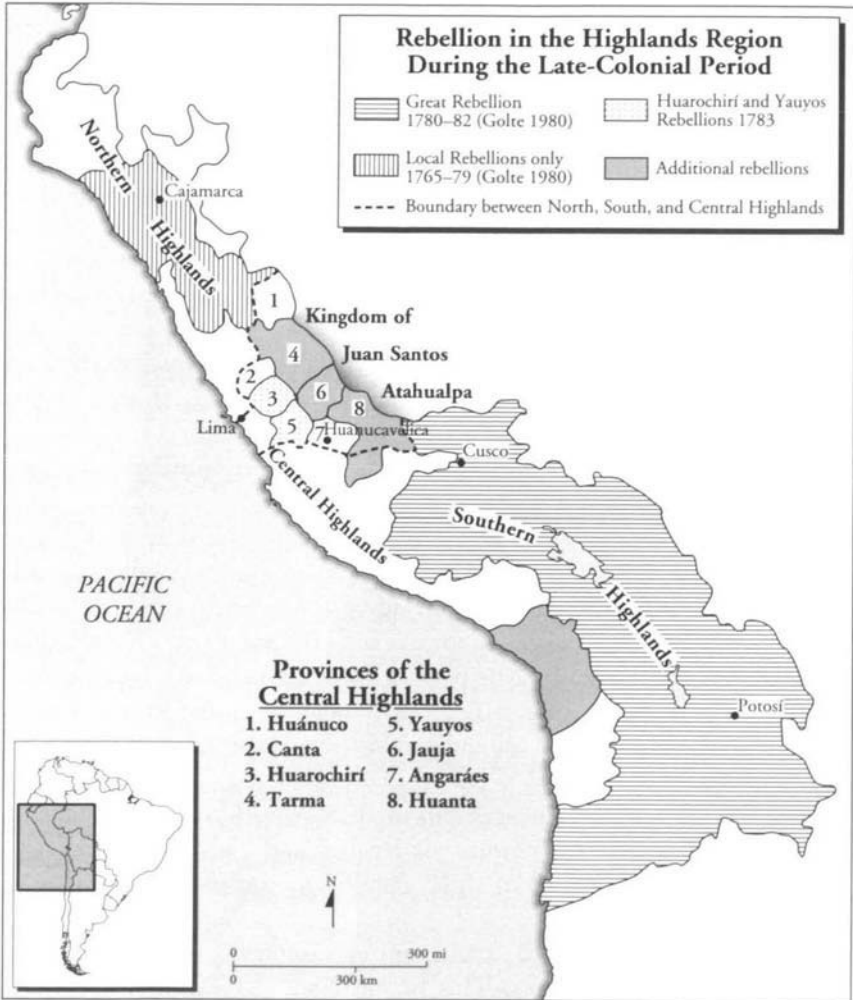 Rebellion in the Highlands Region
During the Late-Colonial Period
Great Rebellion
1780–82 (Golte 1980)
Huarochirí and Yauyos
Rebellions 1783
Local Rebellions only
1765–79 (Golte 1980)
Additional rebellions
Boundary between North, South, and Central Highlands
Northern
Highlands
Cajamarca
1
Kingdom of
Juan Santos
Atahualpa
4
2
6
3
8
5
7
Lima
Huanucavelica
Cusco
Central Highlands
Southern
Highlands
Potosí
PACIFIC
OCEAN
Provinces of the
Central Highlands
1. Huánuco
2. Canta
3. Huarochirí
4. Tarma
5. Yauyos
6. Jauja
7. Angaráes
8. Huanta
N
0 300 mi
0 300 km